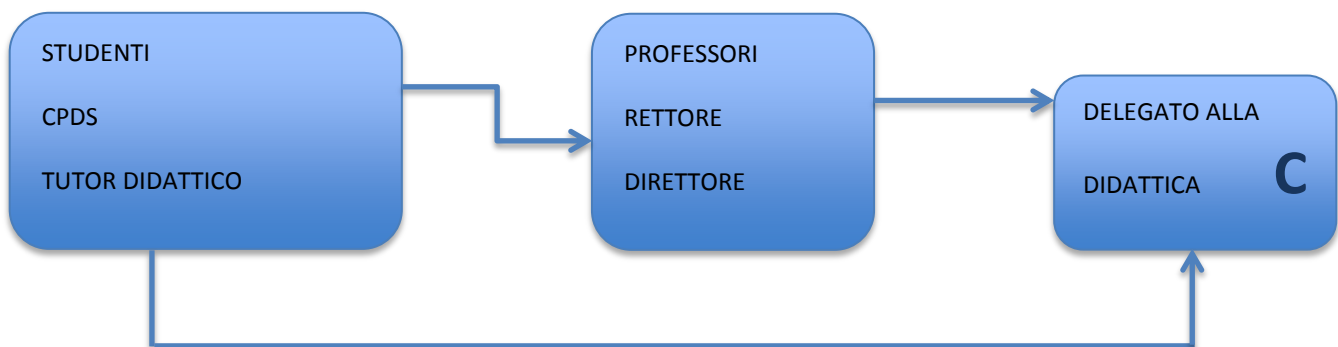 STUDENTI
CPDS
TUTOR DIDATTICO
PROFESSORI
RETTORE
DIRETTORE
DELEGATO ALLA
DIDATTICA C